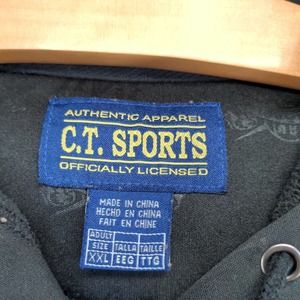 AUTHENTIC APPAREL
C.T. SPORTS
OFFICIALLY LICENSED
MADE IN CHINA
HECHO EN CHINA
FAIT EN CHINE
ADULT
SIZE TALLA TAILLE
XXL EEG TTG